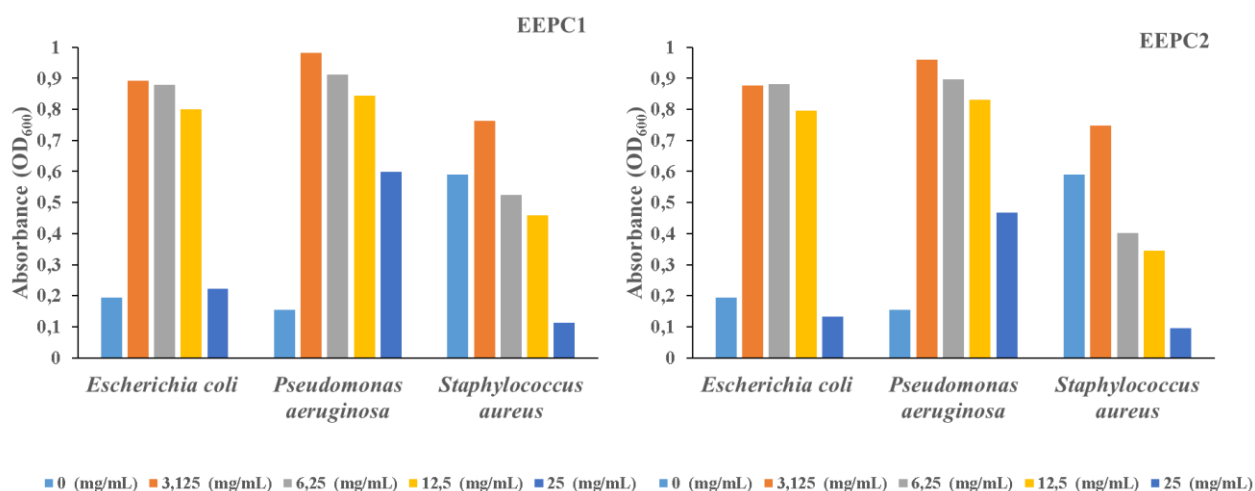 EEPC1
Absorbance (OD600)
1
0,9
0,8
0,7
0,6
0,5
0,4
0,3
0,2
0,1
0
Escherichia coli
Pseudomonas
aeruginosa
Staphylococcus
aureus
0 (mg/mL) 3,125 (mg/mL) 6,25 (mg/mL) 12,5 (mg/mL) 25 (mg/mL)
EEPC2
Absorbance (OD600)
1
0,9
0,8
0,7
0,6
0,5
0,4
0,3
0,2
0,1
0
Escherichia coli
Pseudomonas
aeruginosa
Staphylococcus
aureus
0 (mg/mL) 3,125 (mg/mL) 6,25 (mg/mL) 12,5 (mg/mL) 25 (mg/mL)